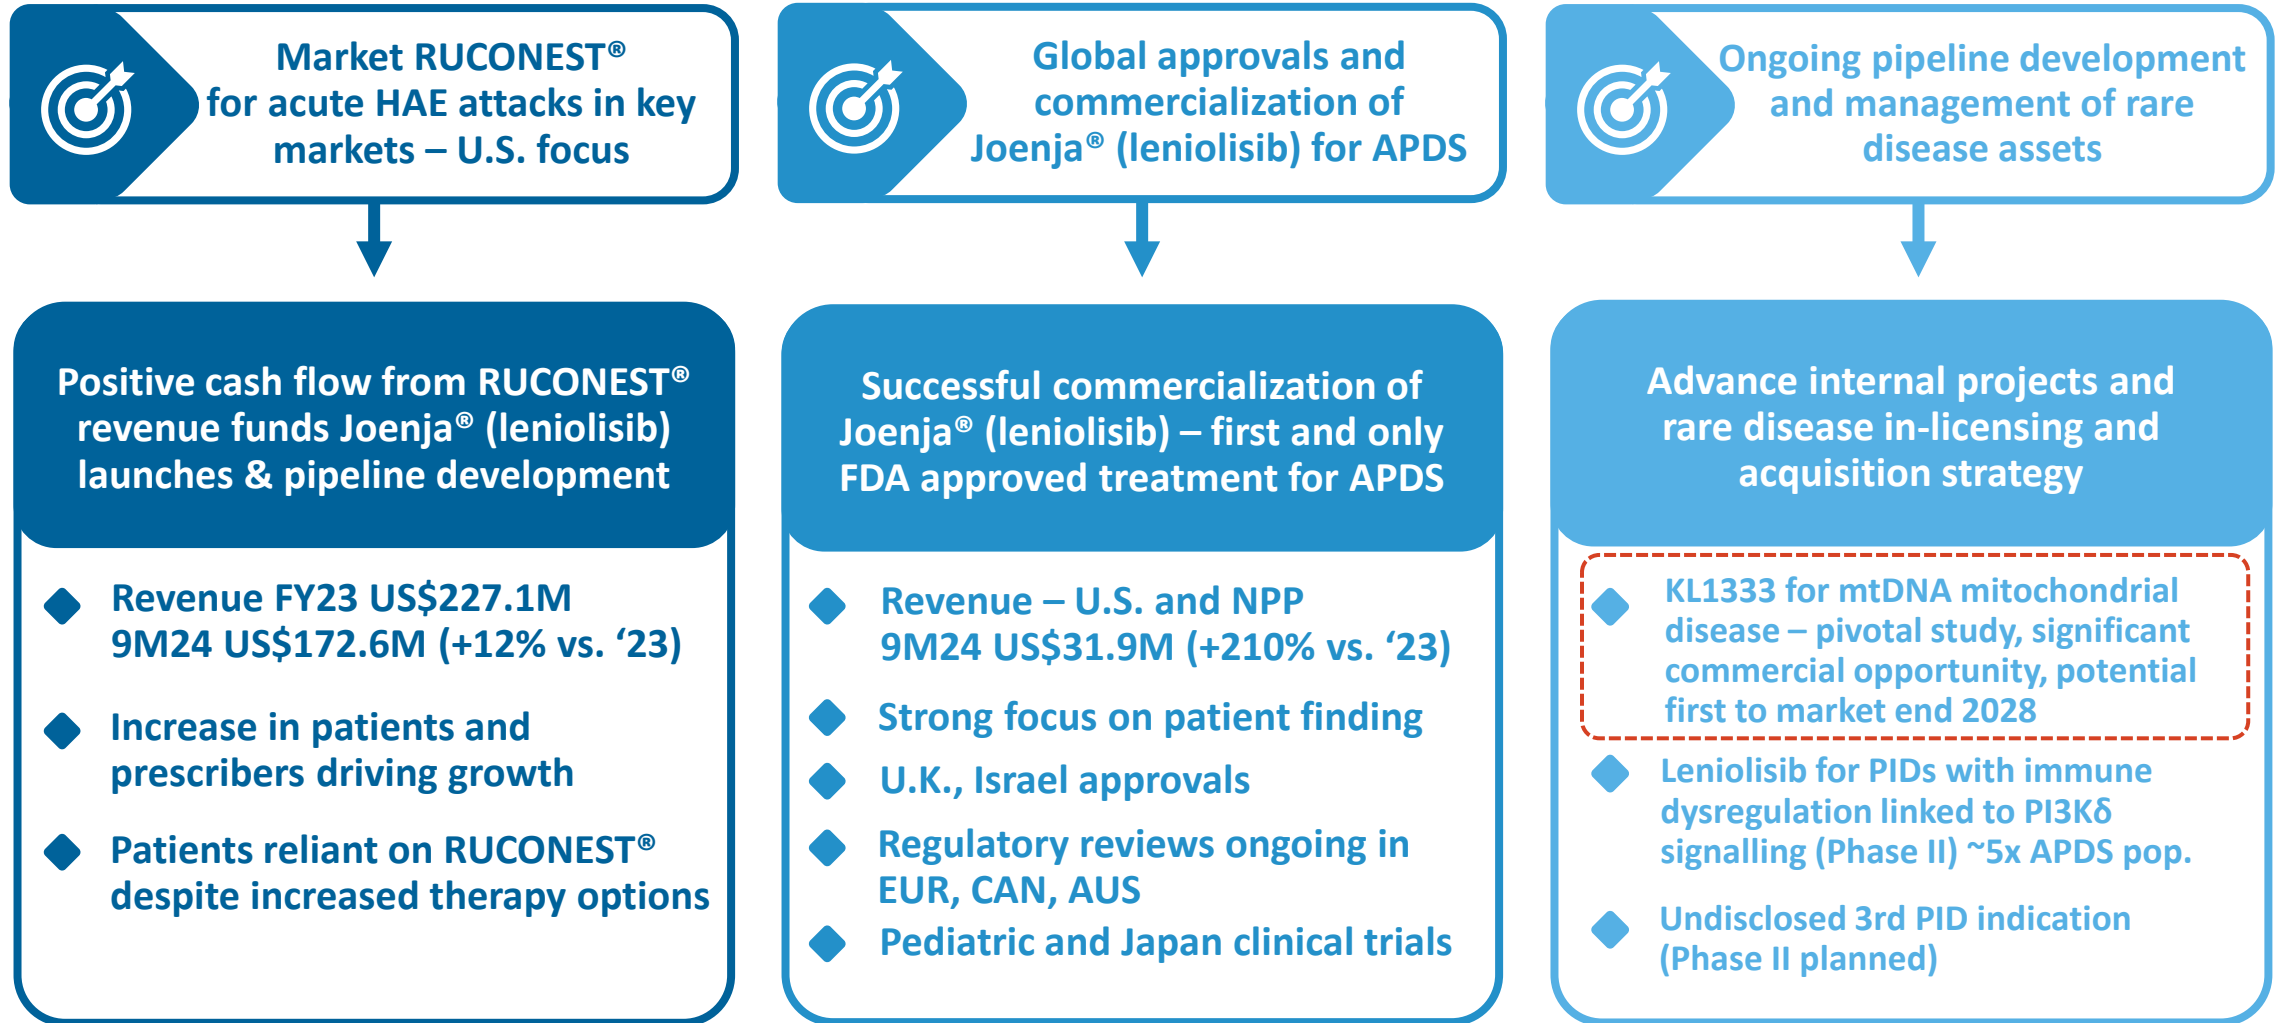 Market RUCONEST®
for acute HAE attacks in key
markets – U.S. focus
Positive cash flow from RUCONEST®
revenue funds Joenja® (leniolisib)
launches & pipeline development
Revenue FY23 US$227.1M
9M24 US$172.6M (+12% vs. ‘23)
Increase in patients and
prescribers driving growth
Patients reliant on RUCONEST®
despite increased therapy options
Global approvals and
commercialization of
Joenja® (leniolisib) for APDS
Successful commercialization of
Joenja® (leniolisib) – first and only
FDA approved treatment for APDS
Revenue – U.S. and NPP
9M24 US$31.9M (+210% vs. ‘23)
Strong focus on patient finding
U.K., Israel approvals
Regulatory reviews ongoing in
EUR, CAN, AUS
Pediatric and Japan clinical trials
Ongoing pipeline development
and management of rare
disease assets
Advance internal projects and
rare disease in-licensing and
acquisition strategy
KL1333 for mtDNA mitochondrial
disease – pivotal study, significant
commercial opportunity, potential
first to market end 2028
Leniolisib for PIDs with immune
dysregulation linked to PI3Kδ
signalling (Phase II) ~5x APDS pop.
Undisclosed 3rd PID indication
(Phase II planned)